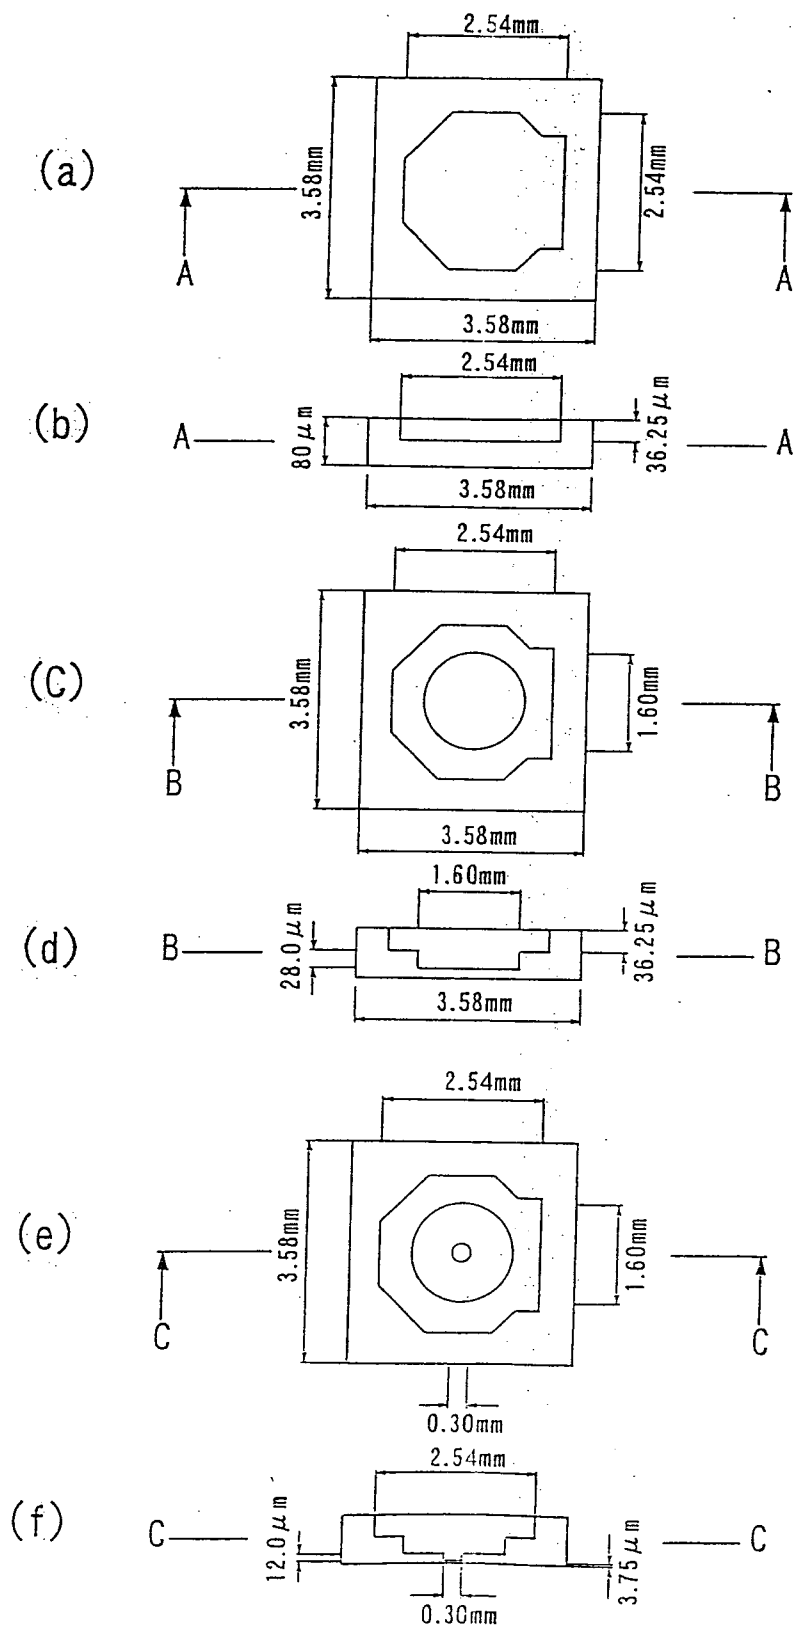 2.54mm
(a)
3.58mm
2.54mm
A
A
3.58mm
2.54mm
(b)
A
80μm
36.25μm
A
3.58mm
2.54mm
(C)
3.58mm
1.60mm
B
B
3.58mm
1.60mm
(d)
B
28.0μm
36.25μm
B
3.58mm
2.54mm
(e)
3.58mm
1.60mm
C
C
0.30mm
2.54mm
(f)
C
12.0μm
3.75μm
C
0.30mm